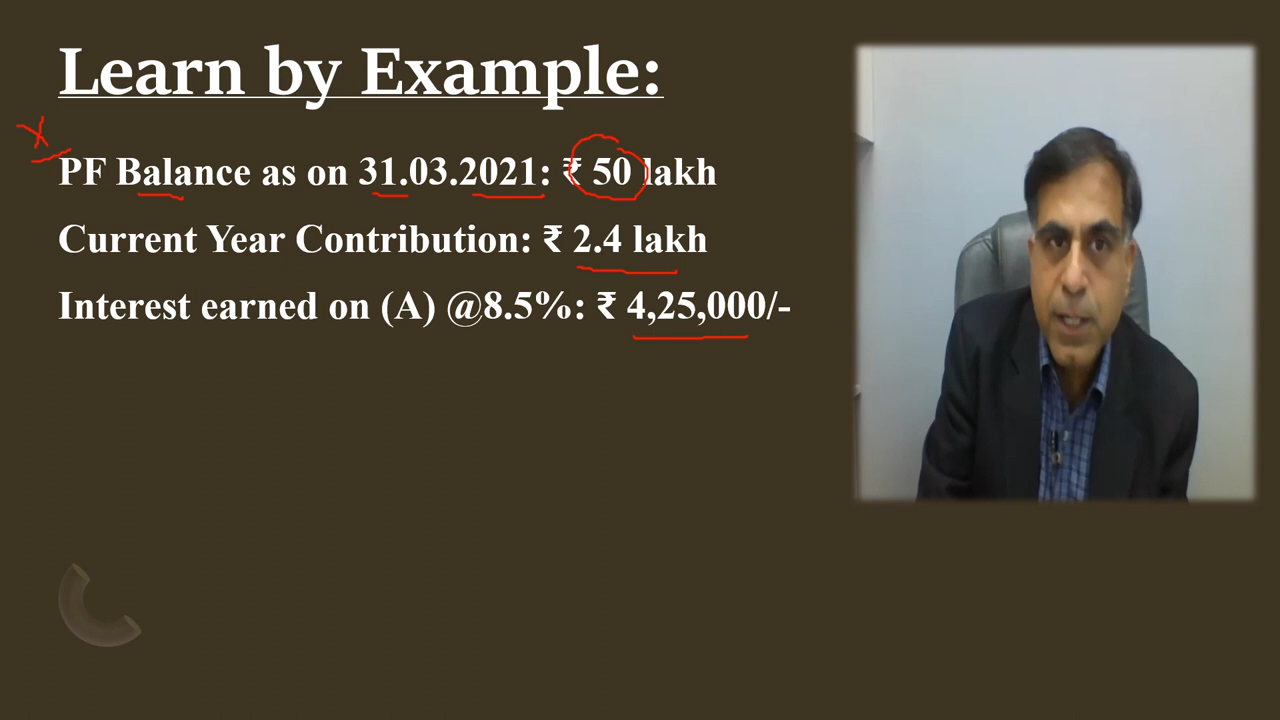 Learn by Example:
PF Balance as on 31.03.2021: ₹ 50 lakh
Current Year Contribution: ₹ 2.4 lakh
Interest earned on (A) @8.5%: ₹ 4,25,000/-